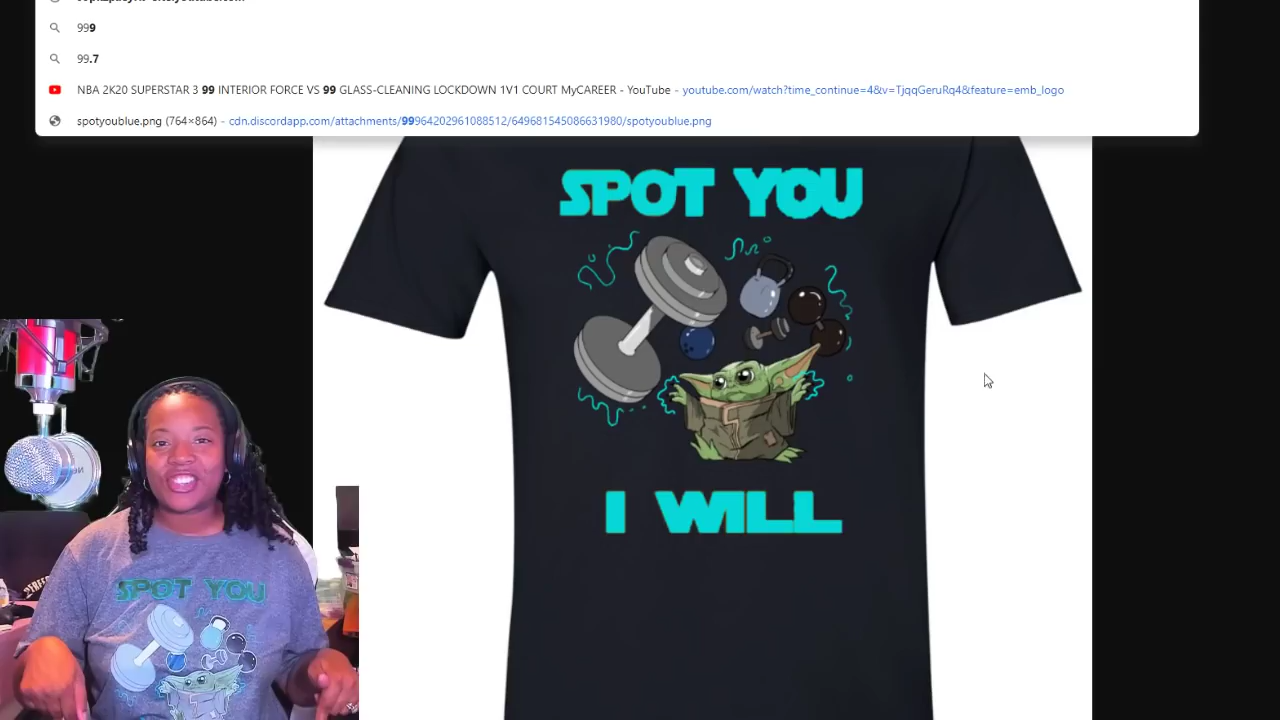 999
99.7
NBA 2K20 SUPERSTAR 3 99 INTERIOR FORCE VS 99 GLASS-CLEANING LOCKDOWN 1V1 COURT MyCAREER - YouTube - youtube.com/watch?time_continue=4&v=TjqqGeruRq4&feature=emb_logo
spotyoublue.png (764×864) - cdn.discordapp.com/attachments/999642029610885​12/649681545086631980/spotyoublue.png
SPOT YOU
I WILL
SPOT YOU